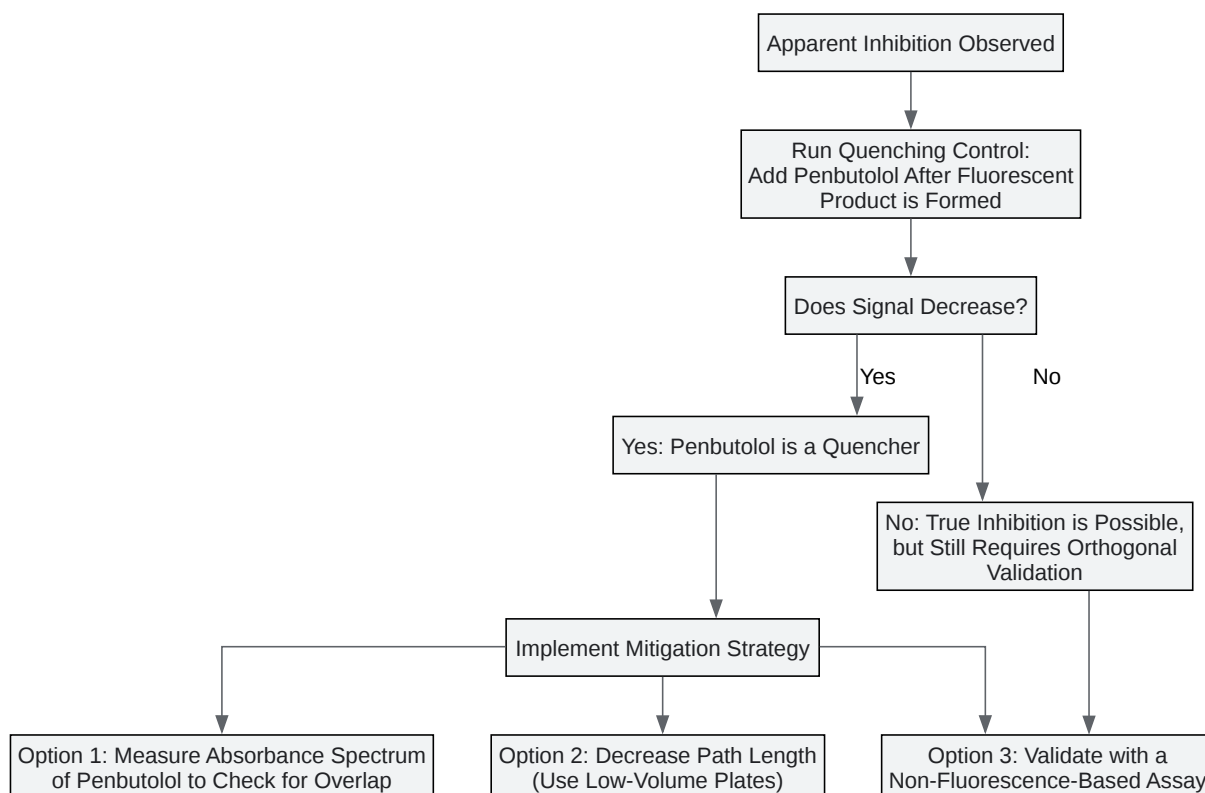 Apparent Inhibition Observed
Run Quenching Control:
Add Penbutolol After Fluorescent
Product is Formed
Does Signal Decrease?
Yes
No
Yes: Penbutolol is a Quencher
No: True Inhibition is Possible,
but Still Requires Orthogonal
Validation
Implement Mitigation Strategy
Option 1: Measure Absorbance Spectrum
of Penbutolol to Check for Overlap
Option 2: Decrease Path Length
(Use Low-Volume Plates)
Option 3: Validate with a
Non-Fluorescence-Based Assay